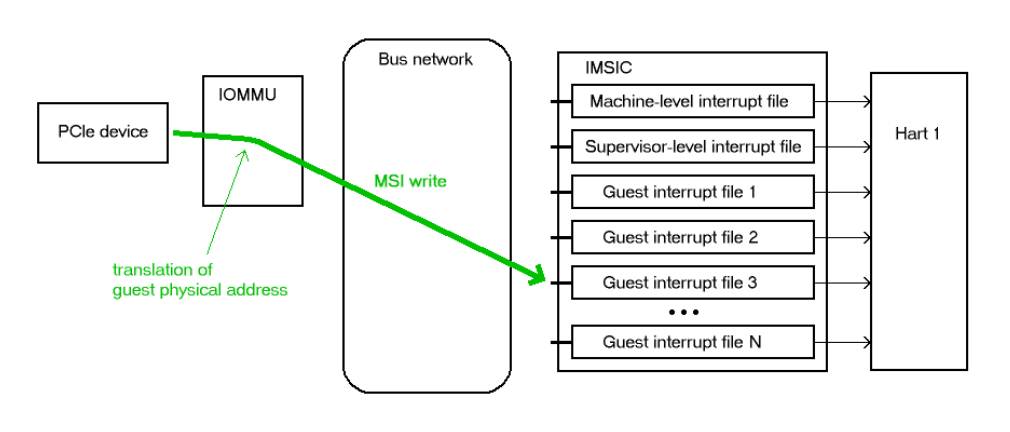 PCIe device
IOMMU
translation of
guest physical address
Bus network
MSI write
IMSIC
Machine-level interrupt file
Supervisor-level interrupt file
Guest interrupt file 1
Guest interrupt file 2
Guest interrupt file 3
• • •
Guest interrupt file N
Hart 1